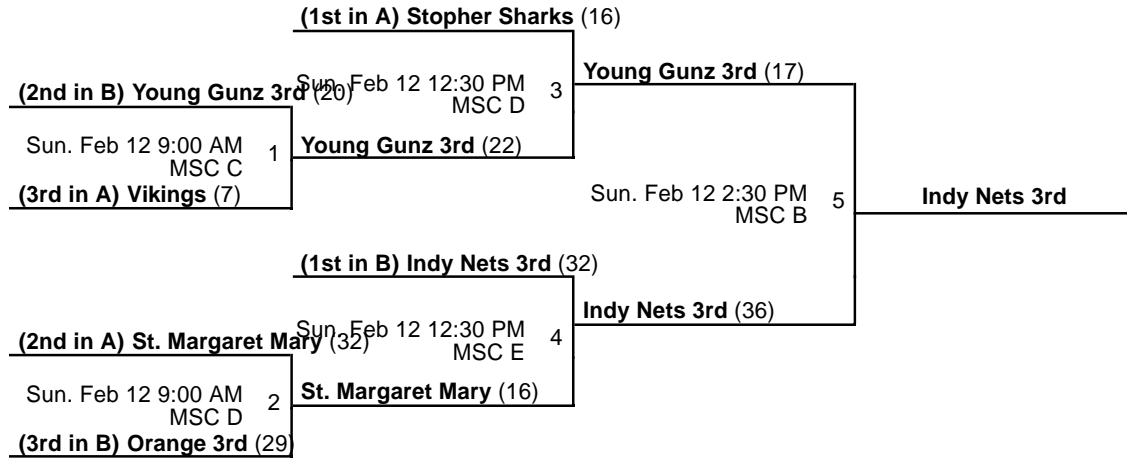 (1st in A) Stopher Sharks (16)
Sun. Feb 12 12:30 PM
MSC D
3
Young Gunz 3rd (17)
(2nd in B) Young Gunz 3rd (20)
Sun. Feb 12 9:00 AM
MSC C
1
Young Gunz 3rd (22)
(3rd in A) Vikings (7)
Sun. Feb 12 2:30 PM
MSC B
5
Indy Nets 3rd
(1st in B) Indy Nets 3rd (32)
Sun. Feb 12 12:30 PM
MSC E
4
Indy Nets 3rd (36)
(2nd in A) St. Margaret Mary (32)
Sun. Feb 12 9:00 AM
MSC D
2
St. Margaret Mary (16)
(3rd in B) Orange 3rd (29)